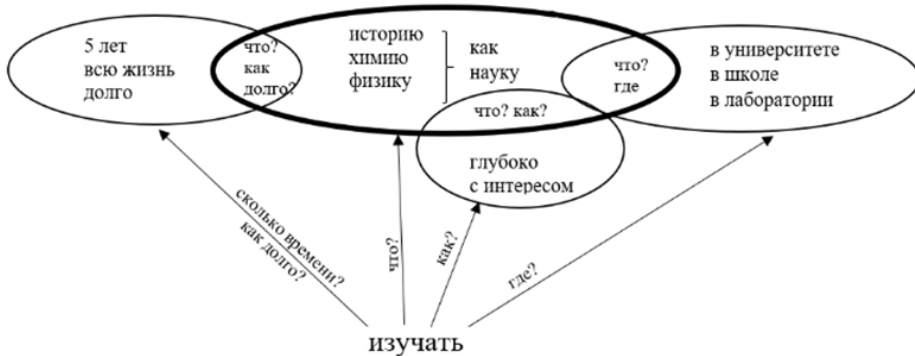 5 лет
всю жизнь
долго
что?
как
долго?
историю
химию
физику
как
науку
что?
где
в университете
в школе
в лаборатории
что? как?
глубоко
с интересом
сколько времени?
как долго?
что?
как?
где?
изучать